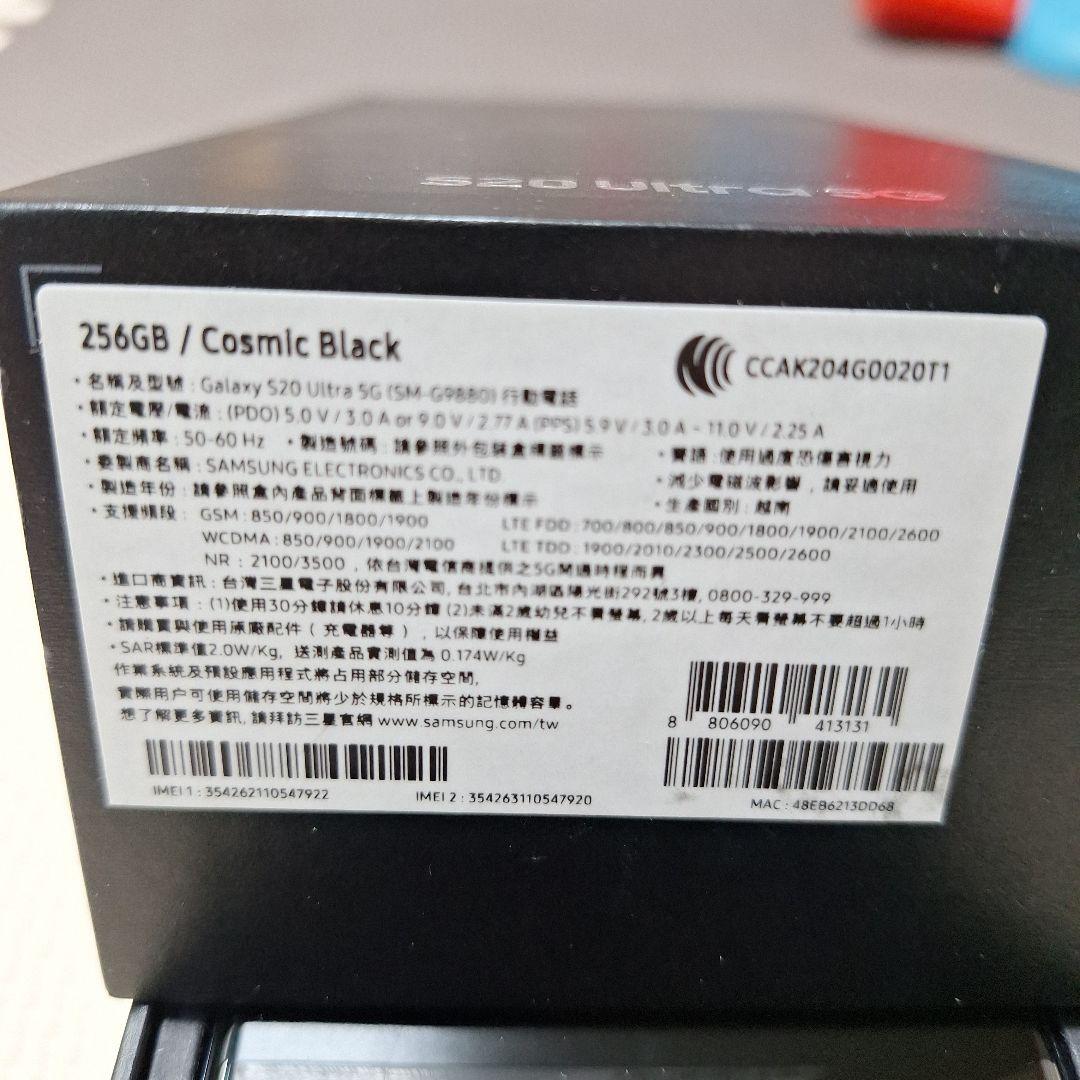 S20 Ultra 5G
256GB / Cosmic Black
CCAK204G0020T1
•名稱及型號 : Galaxy S20 Ultra 5G (SM-G9880) 行動電話
•額定電壓/電流 : (PDO) 5.0 V / 3.0 A or 9.0 V / 2.77 A (PPS) 5.9 V / 3.0 A - 11.0 V / 2.25 A
•額定頻率 : 50-60 Hz •製造號碼 : 請參照外包裝盒標籤標示
•警語 :使用過度恐傷害視力
•委製商名稱 : SAMSUNG ELECTRONICS CO., LTD.
•減少電磁波影響﹐請妥適使用
•製造年份 : 請參照盒內產品背面標籤上製造年份標示
•生產國別 : 越南
•支援頻段 : GSM : 850/900/1800/1900 LTE FDD : 700/800/850/900/1800/1900/2100/2600
WCDMA : 850/900/1900/2100 LTE TDD : 1900/2010/2300/2500/2600
NR : 2100/3500﹐依台灣電信商提供之5G開通時程而異
•進口商資訊 : 台灣三星電子股份有限公司, 台北市內湖區陽光街292號3樓, 0800-329-999
•注意事項 : (1)使用30分鐘請休息10分鐘 (2)未滿2歲幼兒不看螢幕, 2歲以上每天看螢幕不要超過1小時
•請購買與使用原廠配件 ( 充電器等 )﹐以保障使用權益
•SAR標準值2.0W/Kg, 送測產品實測值為 0.174W/Kg
作業系統及預設應用程式將占用部分儲存空間,
實際用户可使用儲存空間將少於規格所標示的記憶體容量。
想了解更多資訊, 請拜訪三星官網 www.samsung.com/tw
8 806090 413131
IMEI 1 : 354262110547922 IMEI 2 : 354263110547920
MAC : 48EB6213DD68